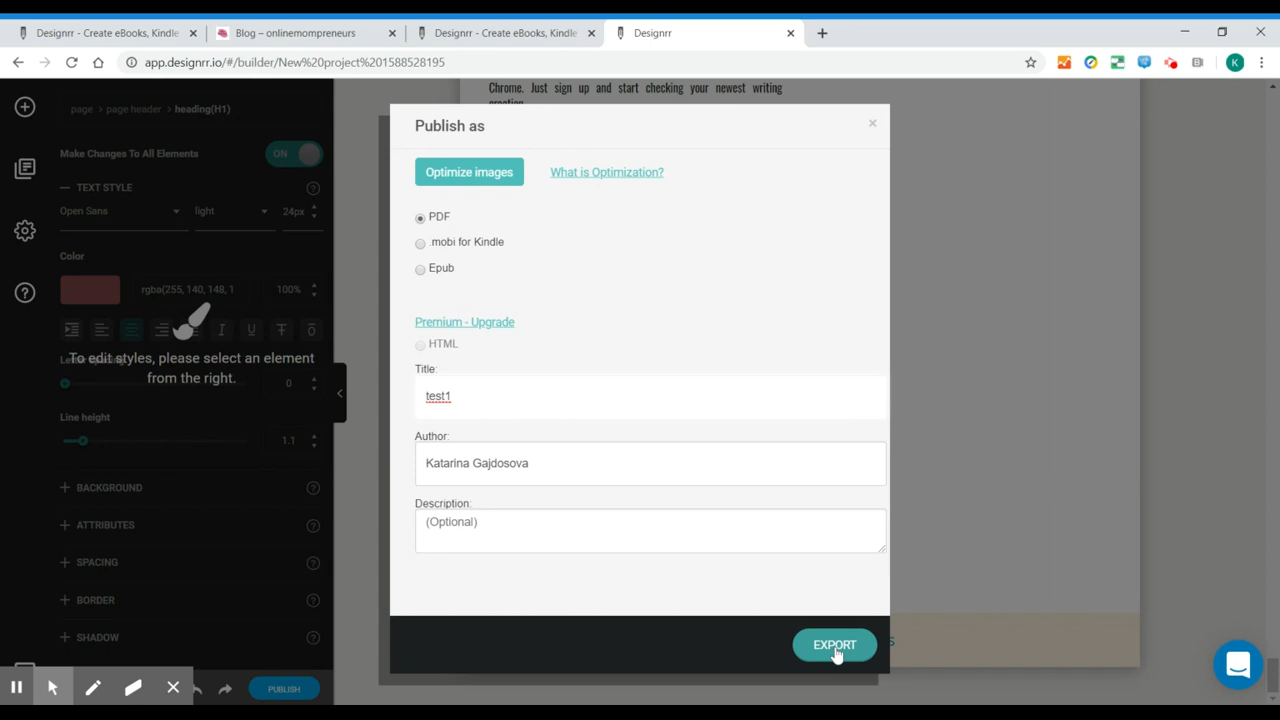 Designrr - Create eBooks, Kindle
Blog – onlinemompreneurs
Designrr - Create eBooks, Kindle
Designrr
app.designrr.io/#/builder/New%20project%201588528195
K
page
page header
heading(H1)
Chrome. Just sign up and start checking your newest writing
Make Changes To All Elements
ON
TEXT STYLE
Open Sans
light
24px
Color
rgba(255, 140, 148, 1
100%
To edit styles, please select an element
from the right.
0
Line height
1.1
BACKGROUND
ATTRIBUTES
SPACING
BORDER
SHADOW
PUBLISH
Publish as
×
Optimize images
What is Optimization?
PDF
.mobi for Kindle
Epub
Premium - Upgrade
HTML
Title:
test1
Author:
Katarina Gajdosova
Description:
(Optional)
EXPORT